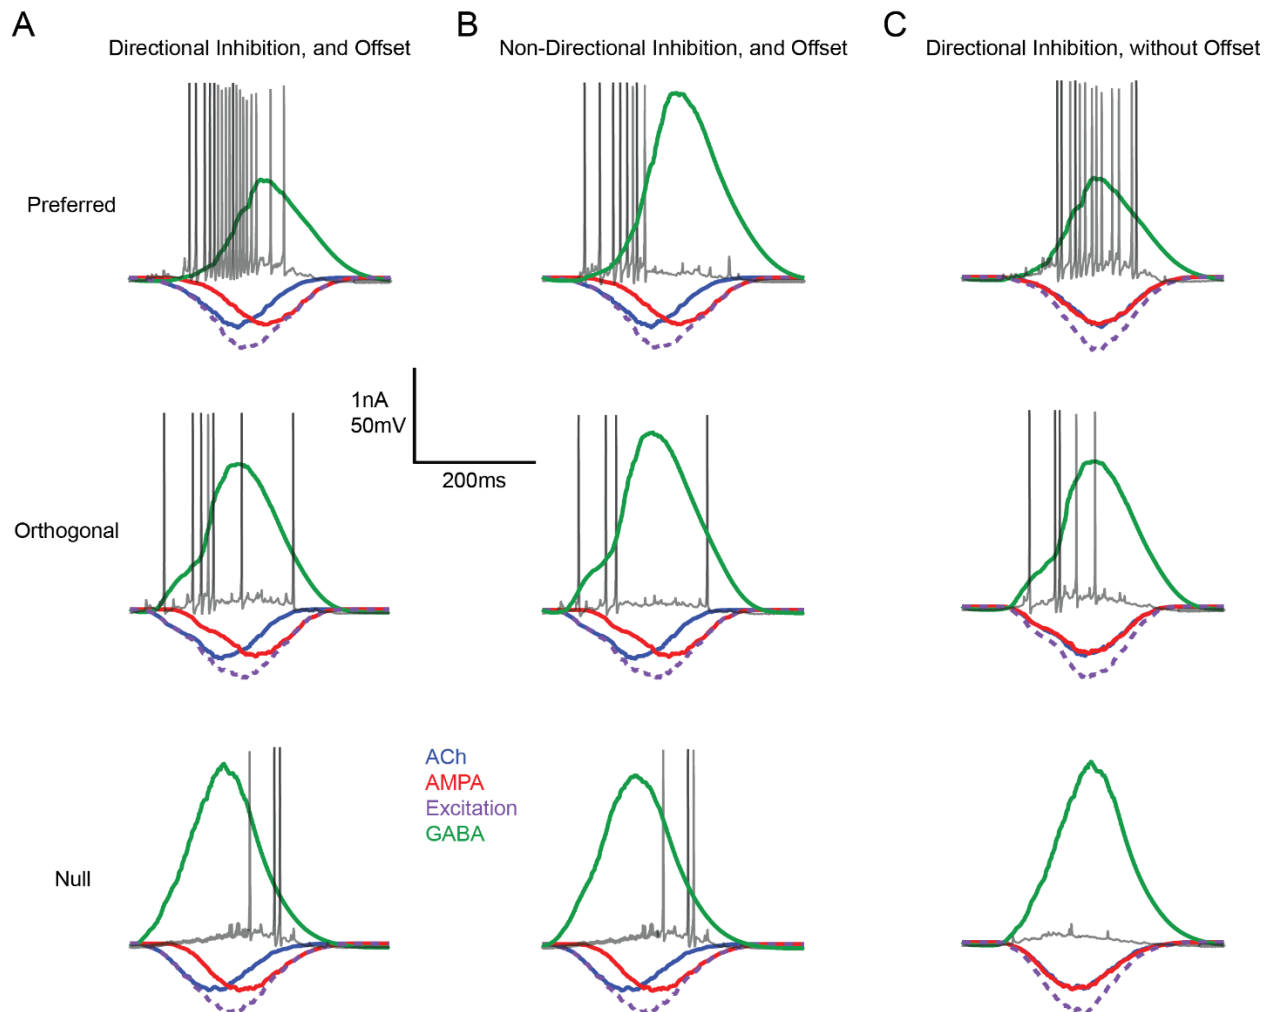 A
Directional Inhibition, and Offset
B
Non-Directional Inhibition, and Offset
C
Directional Inhibition, without Offset
Preferred
1nA
50mV
200ms
Orthogonal
ACh
AMPA
Excitation
GABA
Null